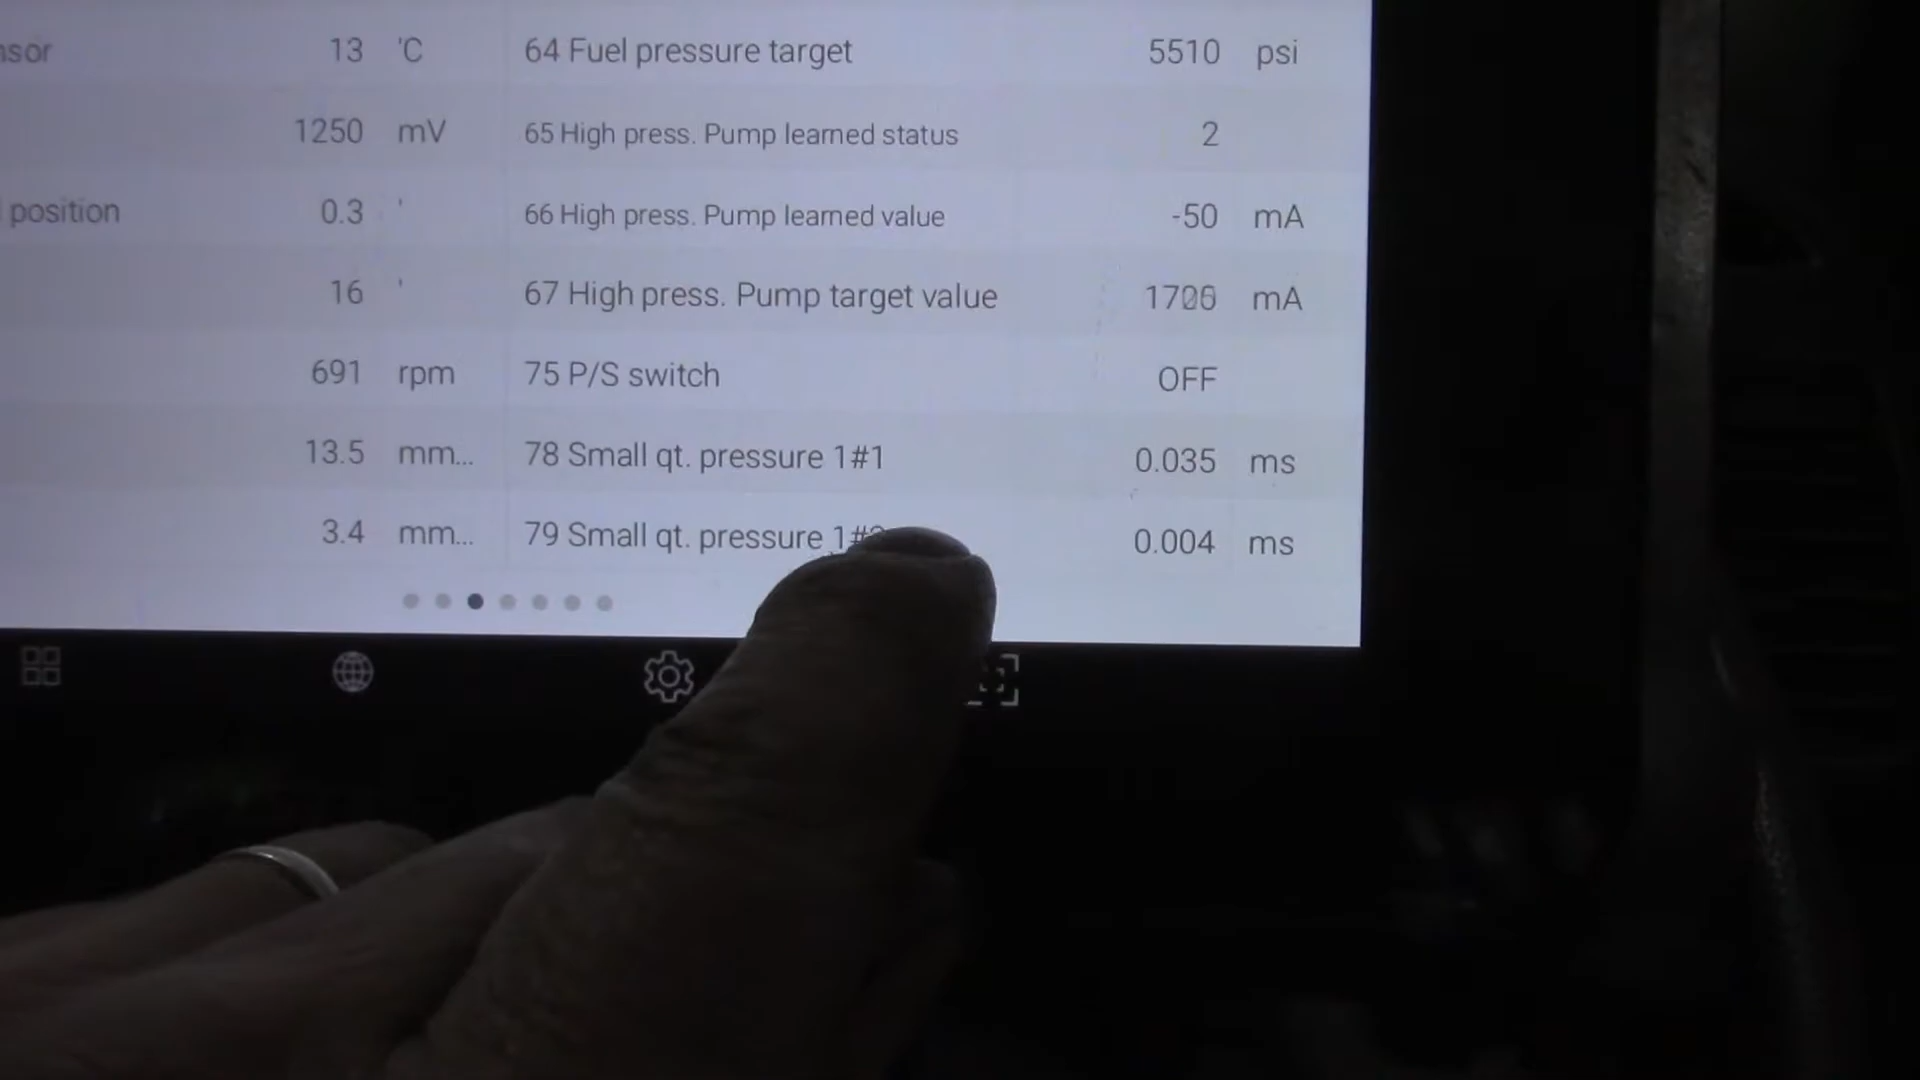 nsor 13 'C 64 Fuel pressure target 5510 psi
1250 mV 65 High press. Pump learned status 2
position 0.3 ' 66 High press. Pump learned value -50 mA
16 ' 67 High press. Pump target value mA
691 rpm 75 P/S switch OFF
13.5 mm... 78 Small qt. pressure 1#1 0.035 ms
3.4 mm... 79 Small qt. pressure 0.004 ms